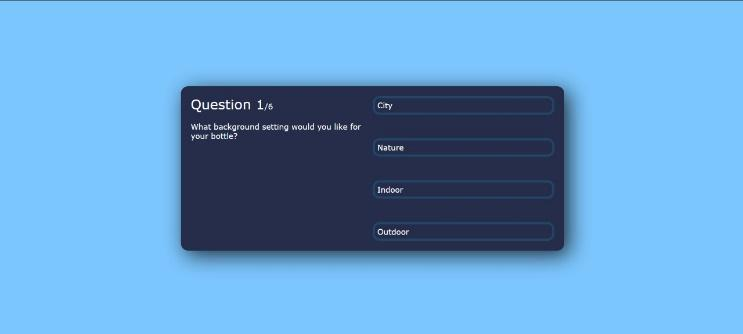 Question 1/6
What background setting would you like for
your bottle?
City
Nature
Indoor
Outdoor